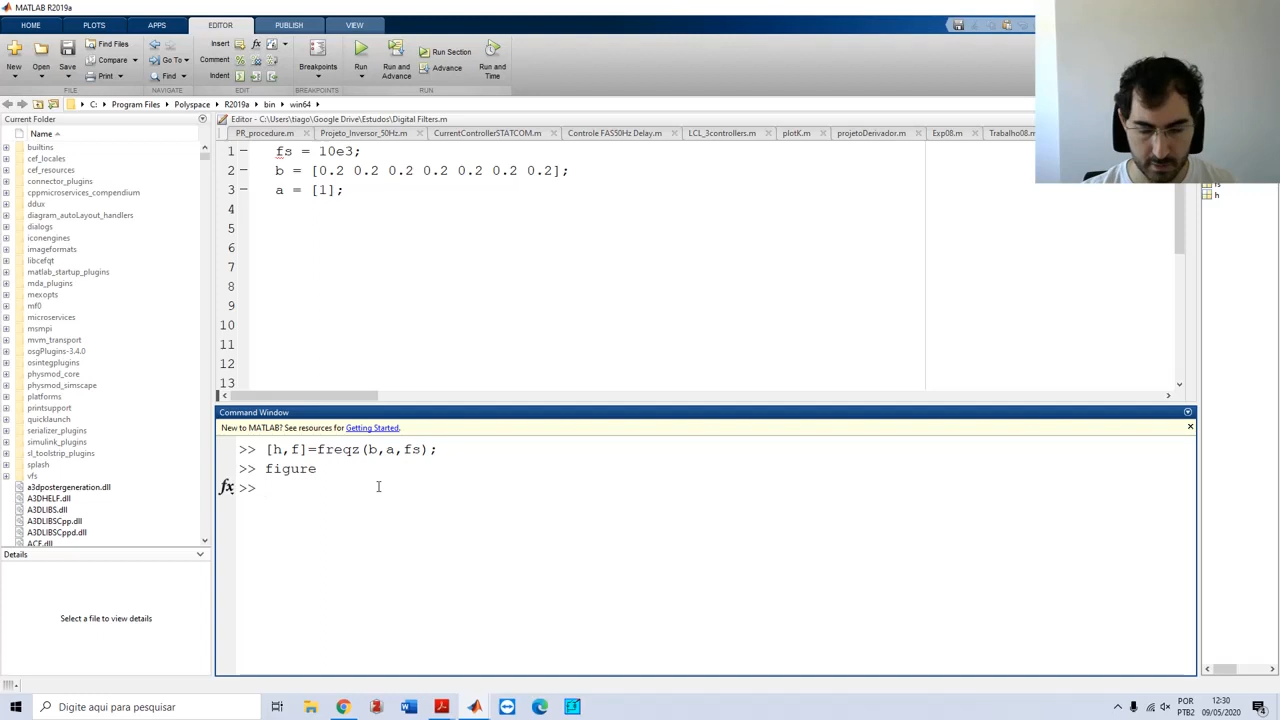 MATLAB R2019a
HOME PLOTS APPS EDITOR PUBLISH VIEW
New Open Save Find Files Compare Print Go To Find Insert fx Comment Indent Breakpoints Run Run and Advance Run Section Advance Run and Time
FILE NAVIGATE EDIT BREAKPOINTS RUN
C: Program Files Polyspace R2019a bin win64
Current Folder
Name
builtins
cef_locales
cef_resources
connector_plugins
cppmicroservices_compendium
ddux
diagram_autoLayout_handlers
dialogs
iconengines
imageformats
libcefqt
matlab_startup_plugins
mda_plugins
mexopts
mf0
microservices
msmpi
mvm_transport
osgPlugins-3.4.0
osintegplugins
physmod_core
physmod_simscape
platforms
printsupport
quicklaunch
serializer_plugins
simulink_plugins
sl_toolstrip_plugins
splash
vfs
a3dpostergeneration.dll
A3DHELF.dll
A3DLIBS.dll
A3DLIBSCpp.dll
A3DLIBSCppd.dll
ACE.dll
Details
Select a file to view details
Editor - C:\Users\tiago\Google Drive\Estudos\Digital Filters.m
PR_procedure.m Projeto_Inversor_50Hz.m CurrentControllerSTATCOM.m Controle FAS50Hz Delay.m LCL_3controllers.m plotK.m projetoDerivador.m Exp08.m Trabalho08.m
1 fs = 10e3;
2 b = [0.2 0.2 0.2 0.2 0.2 0.2 0.2];
3 a = [1];
4
5
6
7
8
9
10
11
12
13
Command Window
New to MATLAB? See resources for Getting Started.
>> [h,f]=freqz(b,a,fs);
>> figure
fx >>
fs
h
Digite aqui para pesquisar
POR
PTB2
12:30
09/05/2020
4